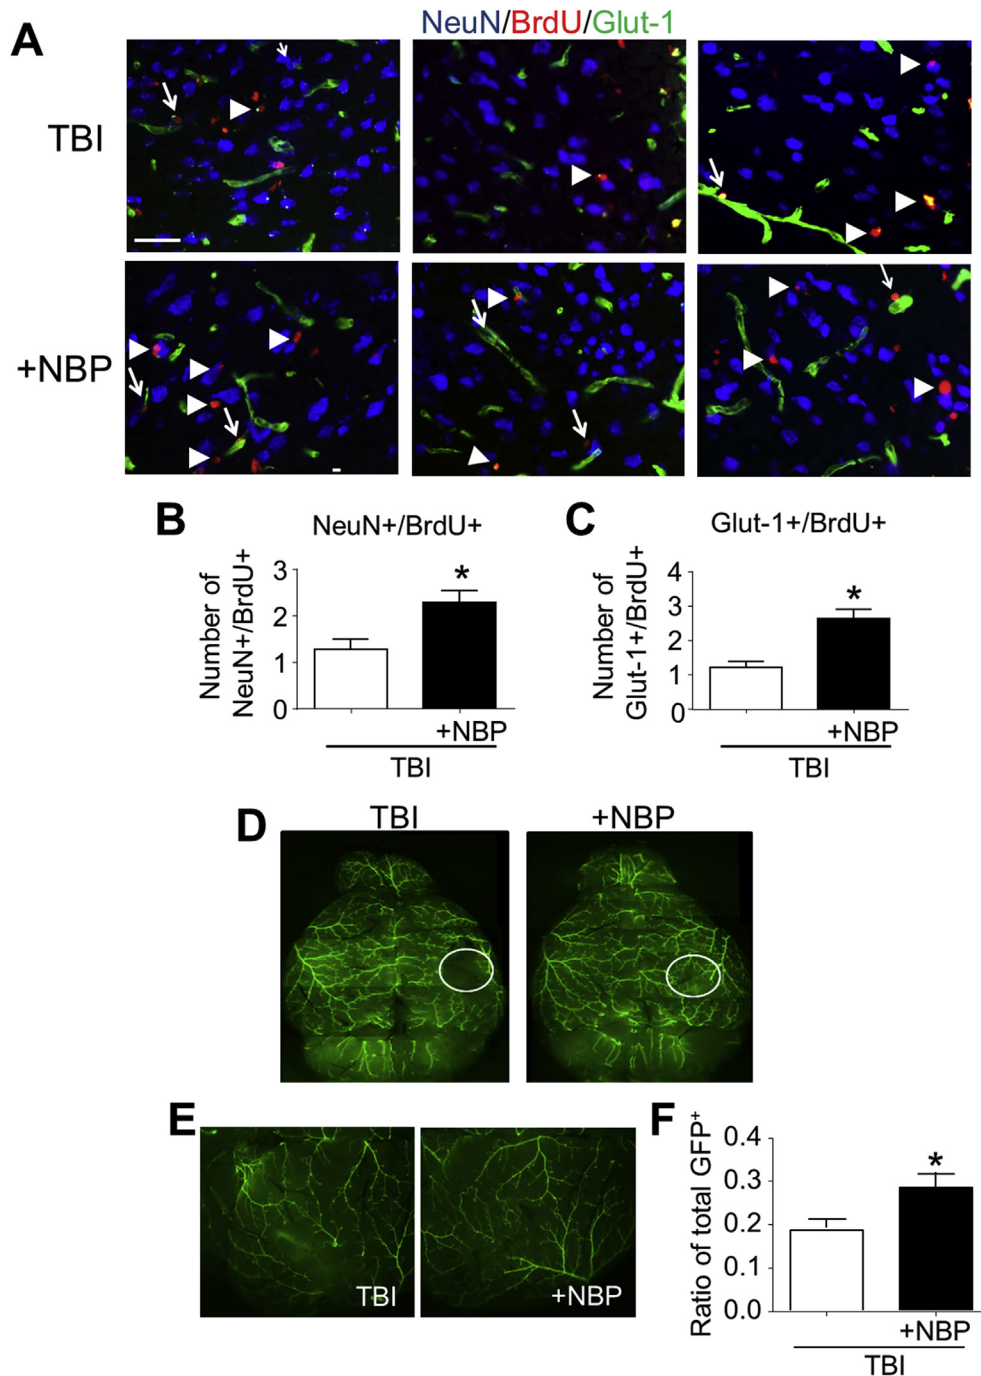 NeuN/BrdU/Glut-1
A
TBI
+NBP
B
NeuN+/BrdU+
Number of
NeuN+/BrdU+
3
2
1
0
*
+NBP
TBI
C
Glut-1+/BrdU+
Number of
Glut-1+/BrdU+
4
3
2
1
0
*
+NBP
TBI
D
TBI
+NBP
E
TBI
+NBP
F
Ratio of total GFP⁺
0.4
0.3
0.2
0.1
0.0
*
+NBP
TBI